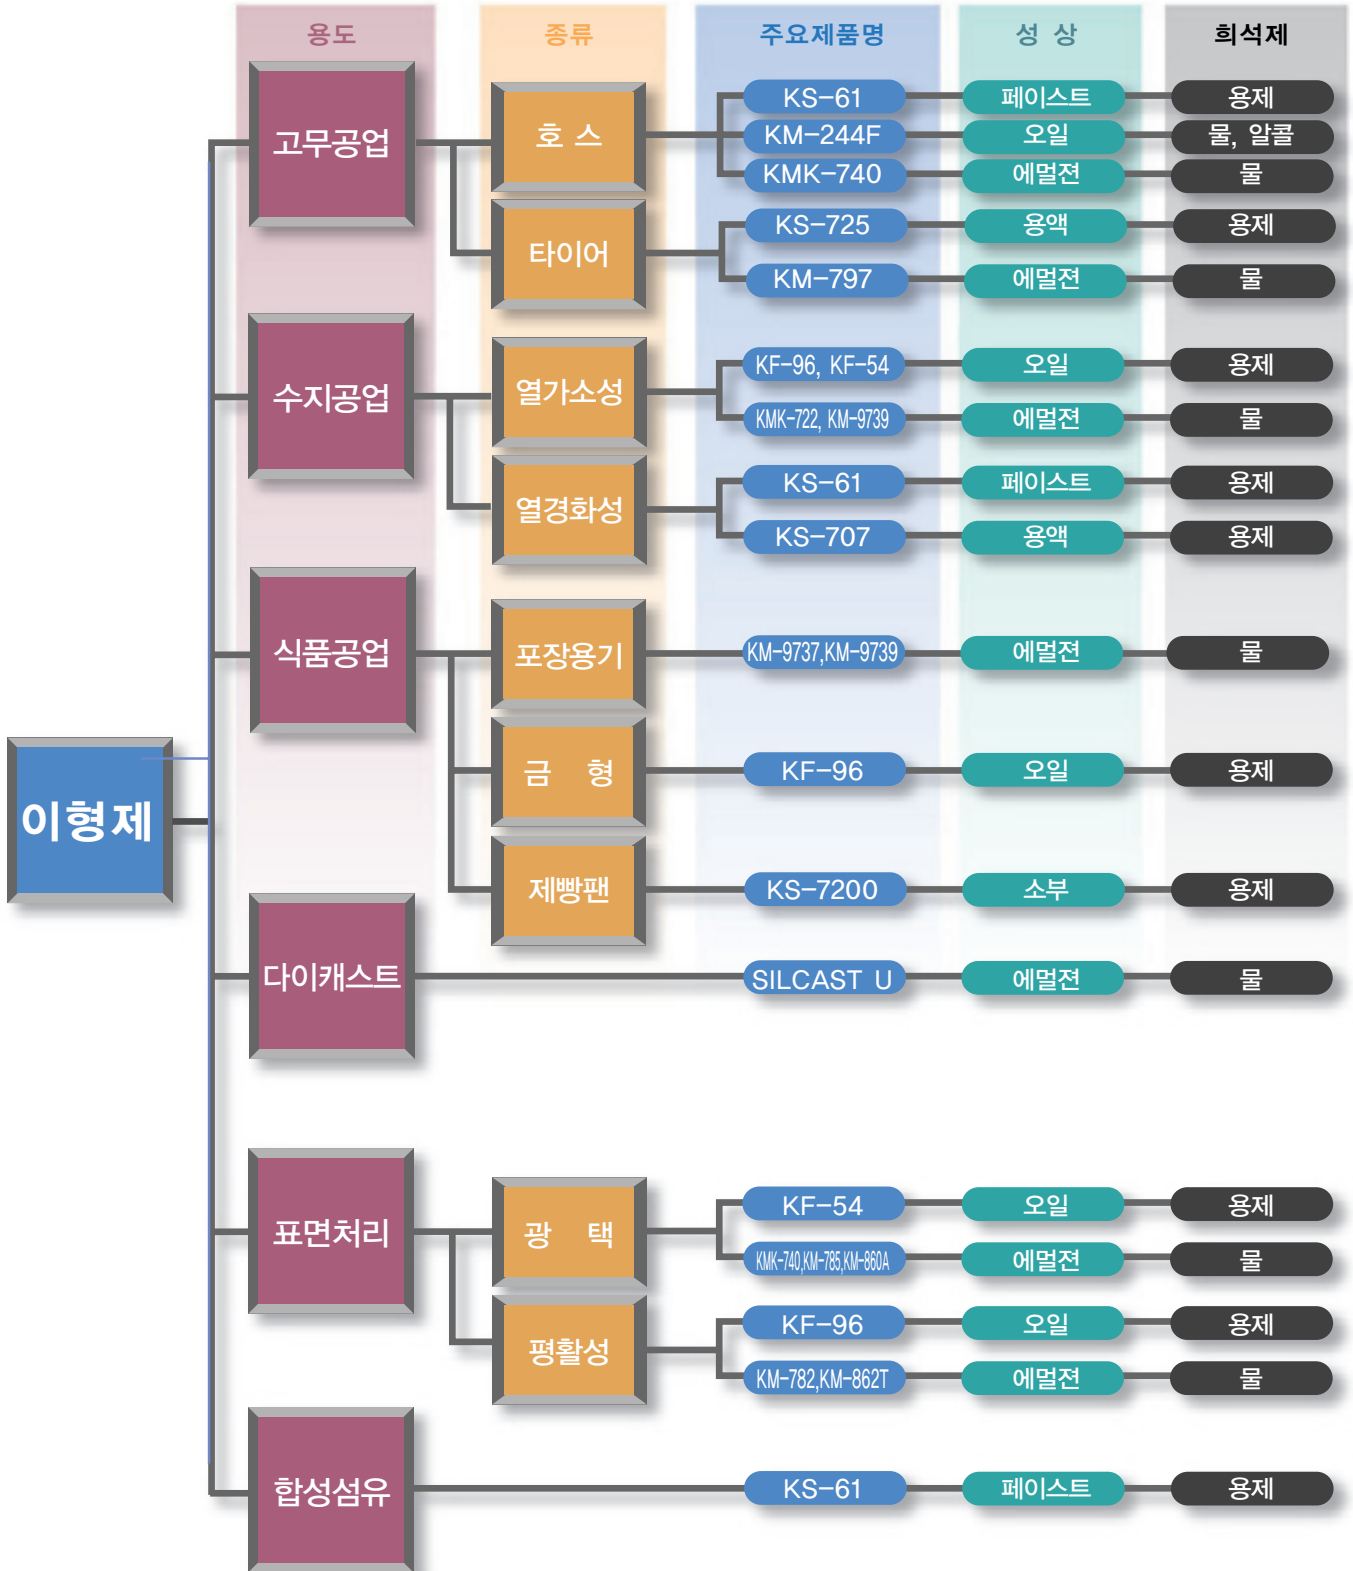 용도 종류 주요제품명 성 상 희석제
고무공업
호 스
KS-61 페이스트 용제
KM-244F 오일 물, 알콜
KMK-740 에멀젼 물
타이어
KS-725 용액 용제
KM-797 에멀젼 물
수지공업
열가소성
KF-96, KF-54 오일 용제
KMK-722, KM-9739 에멀젼 물
열경화성
KS-61 페이스트 용제
KS-707 용액 용제
식품공업
포장용기 KM-9737,KM-9739 에멀젼 물
금 형 KF-96 오일 용제
이형제
제빵팬 KS-7200 소부 용제
다이캐스트 SILCAST U 에멀젼 물
표면처리
광 택
KF-54 오일 용제
KMK-740,KM-785,KM-860A 에멀젼 물
평활성
KF-96 오일 용제
KM-782,KM-862T 에멀젼 물
합성섬유 KS-61 페이스트 용제